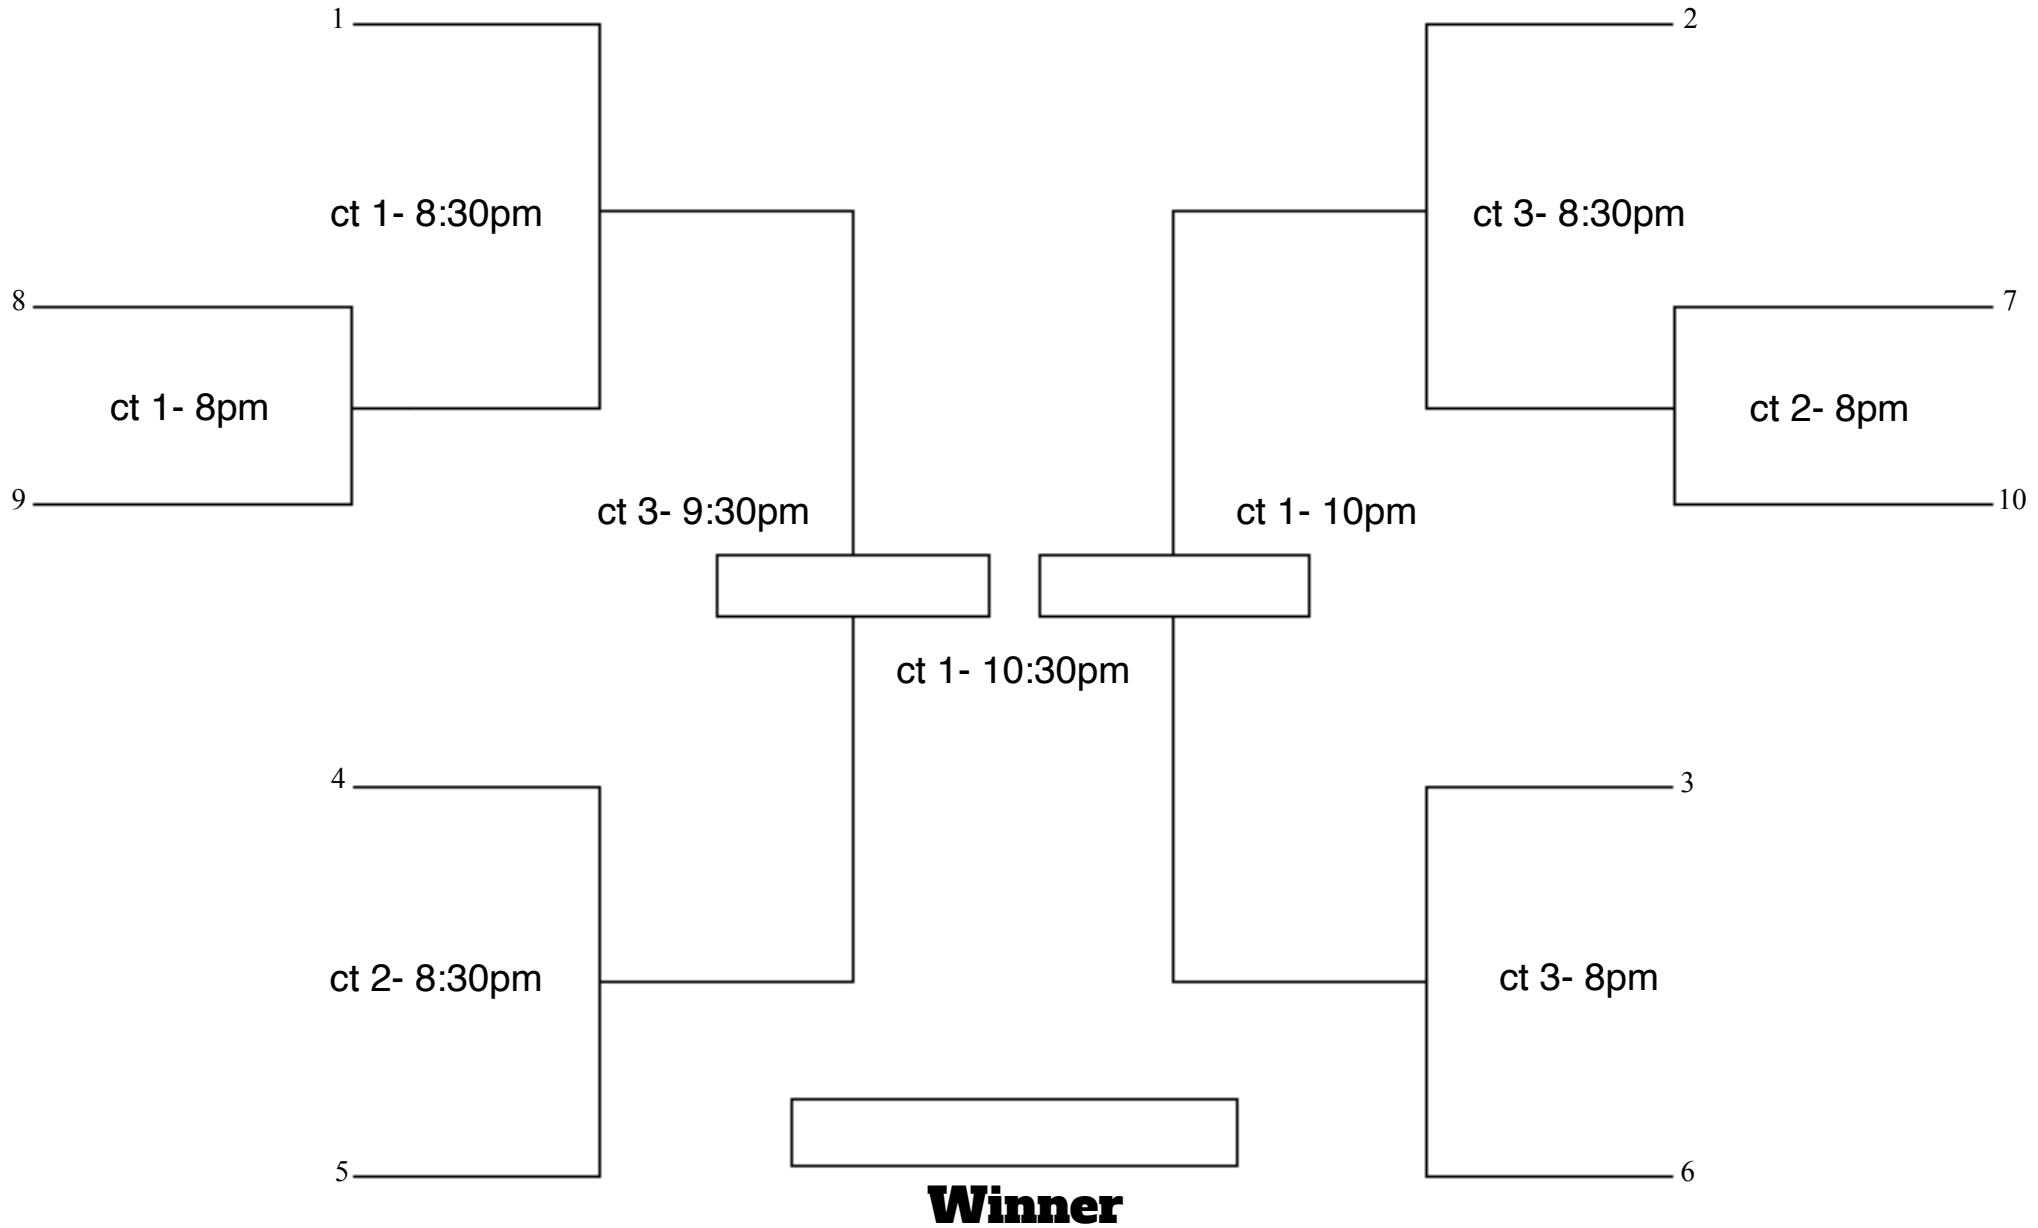 1
2
ct 1- 8:30pm
ct 3- 8:30pm
8
7
ct 1- 8pm
ct 2- 8pm
9
10
ct 3- 9:30pm
ct 1- 10pm
ct 1- 10:30pm
4
3
ct 2- 8:30pm
ct 3- 8pm
5
6
Winner